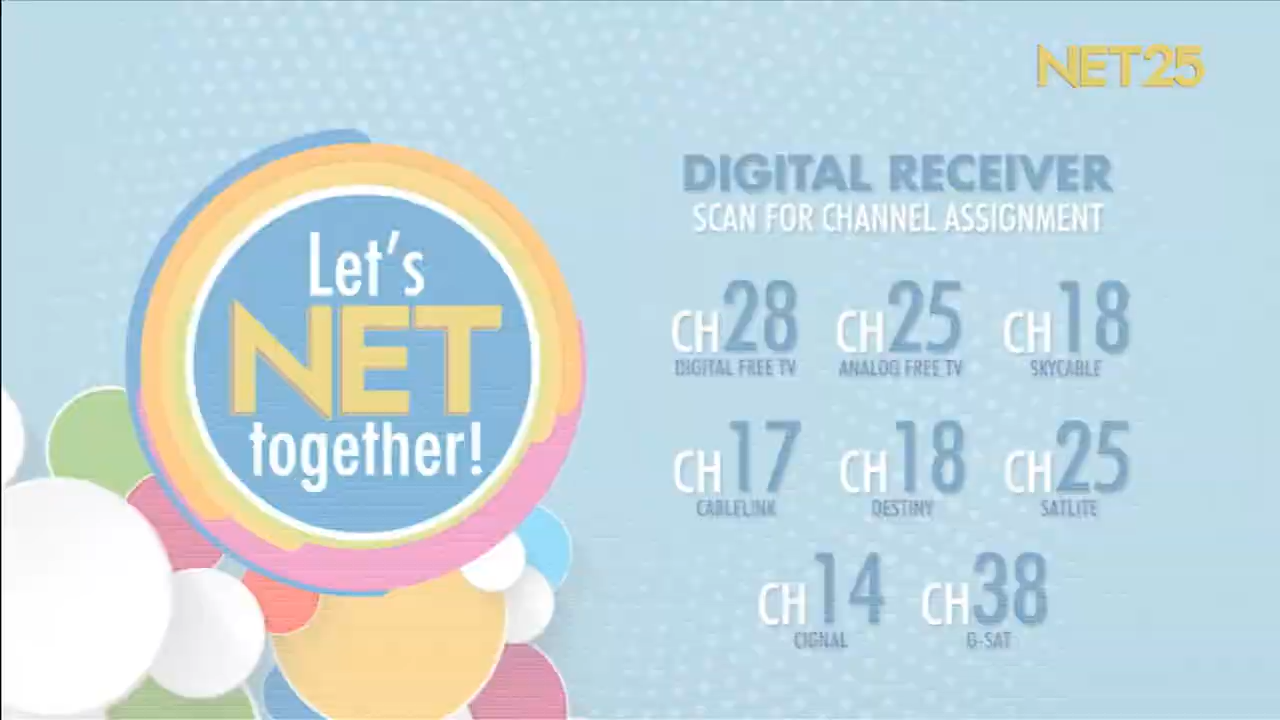 NET25
Let's
NET
together!
DIGITAL RECEIVER
SCAN FOR CHANNEL ASSIGNMENT
CH28 CH25 CH18
DIGITAL FREE TV ANALOG FREE TV SKYCABLE
CH17 CH18 CH25
CABLELINK DESTINY SATLITE
CH14 CH38
CIGNAL G-SAT